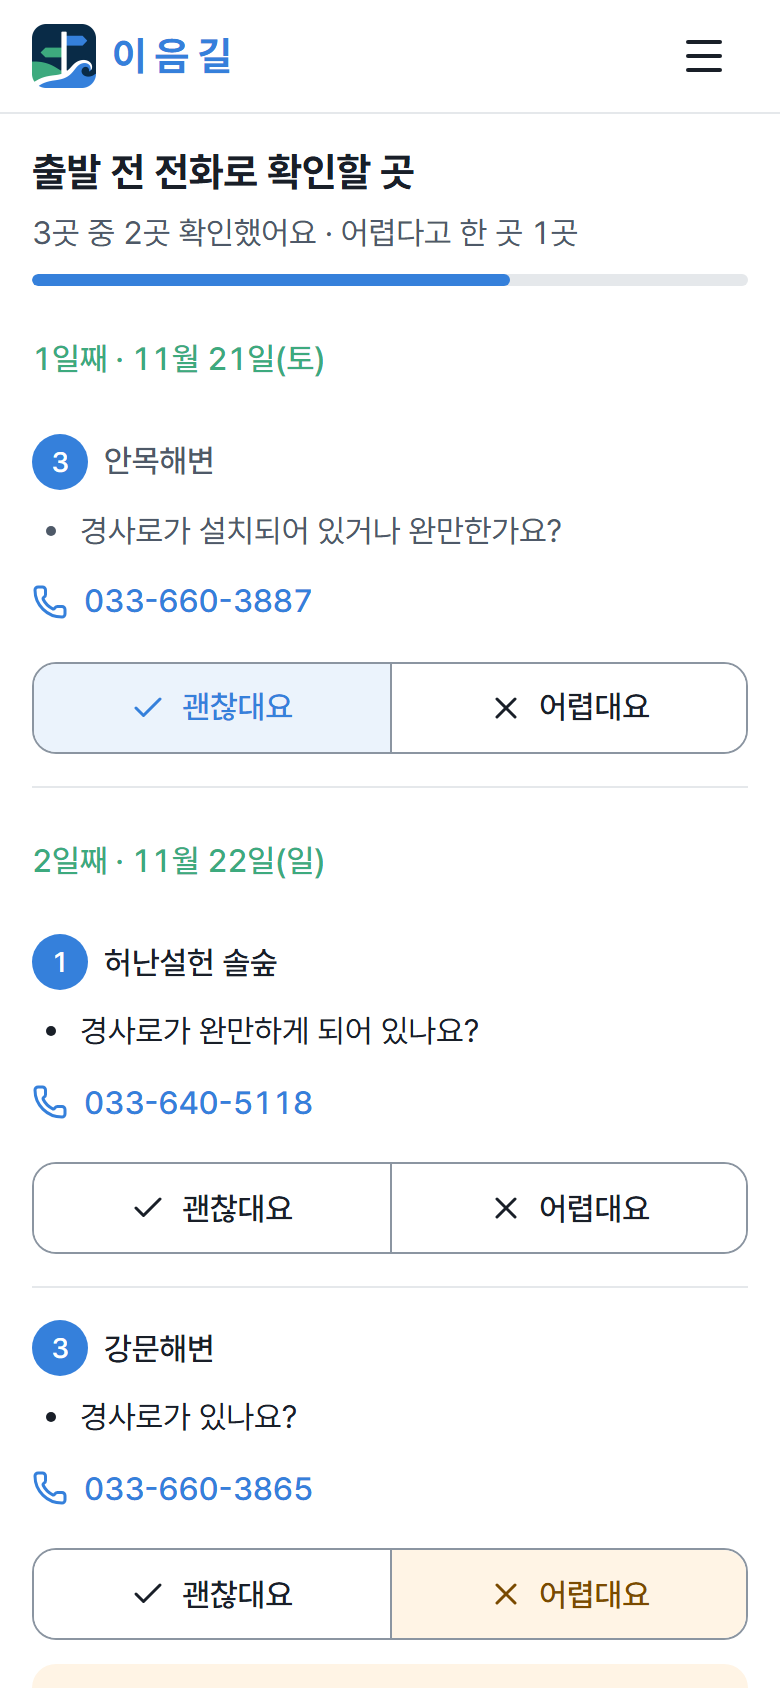 이음길
출발 전 전화로 확인할 곳
3곳 중 2곳 확인했어요 · 어렵다고 한 곳 1곳
1일째 · 11월 21일(토)
3 안목해변
• 경사로가 설치되어 있거나 완만한가요?
033-660-3887
괜찮대요 어렵대요
2일째 · 11월 22일(일)
1 허난설헌 솔숲
• 경사로가 완만하게 되어 있나요?
033-640-5118
괜찮대요 어렵대요
3 강문해변
• 경사로가 있나요?
033-660-3865
괜찮대요 어렵대요